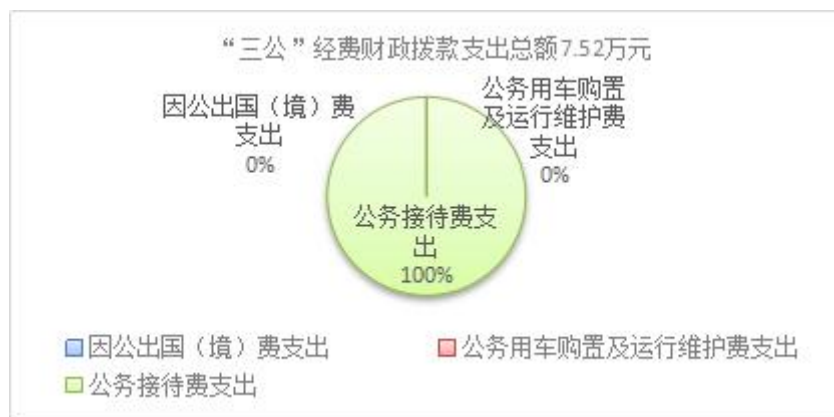 “三公”经费财政拨款支出总额7.52万元
因公出国（境）费
支出
0%
公务用车购置
及运行维护费
支出
0%
公务接待费支
出
100%
因公出国（境）费支出
公务用车购置及运行维护费支出
公务接待费支出